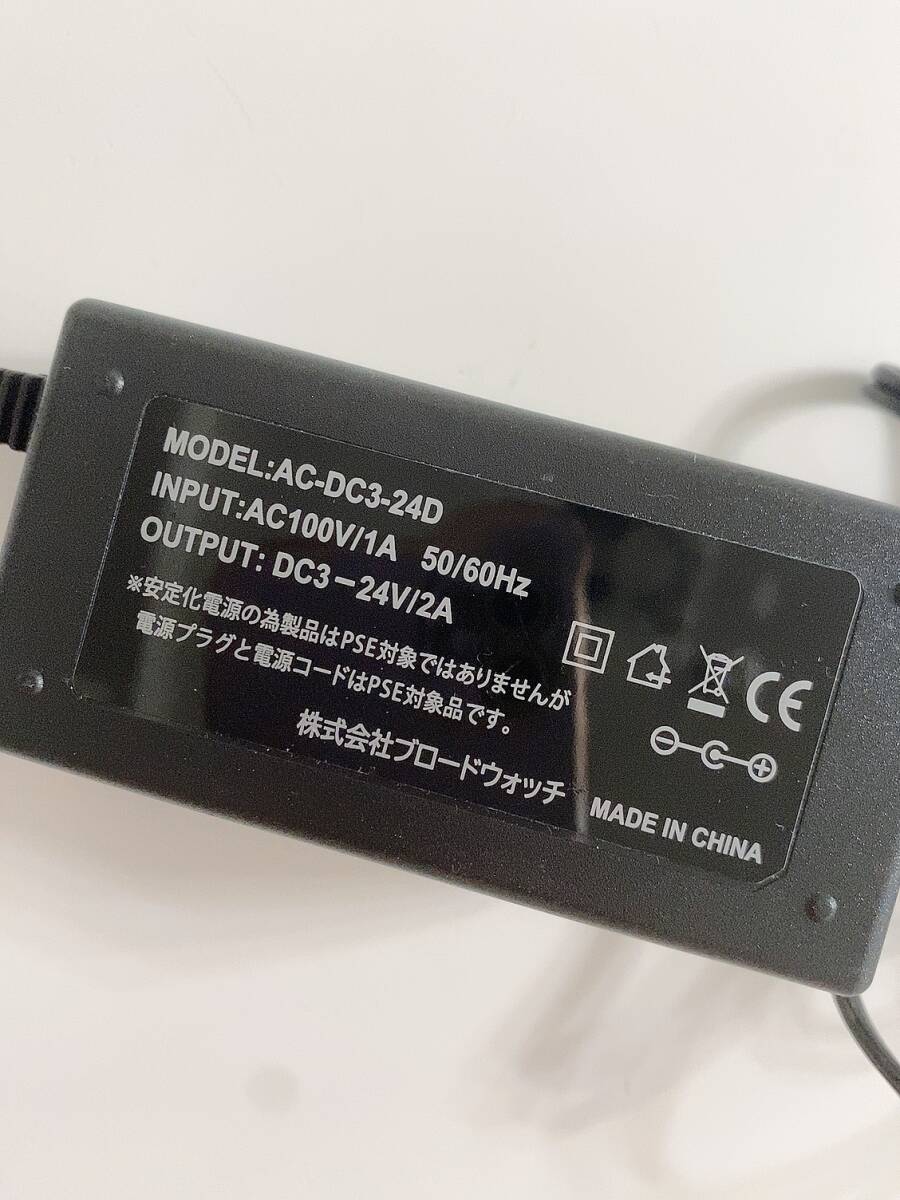 MODEL:AC-DC3-24D
INPUT:AC100V/1A 50/60Hz
OUTPUT: DC3－24V/2A
※安定化電源の為製品はPSE対象ではありませんが
電源プラグと電源コードはPSE対象品です。
株式会社ブロードウォッチ
CE
MADE IN CHINA